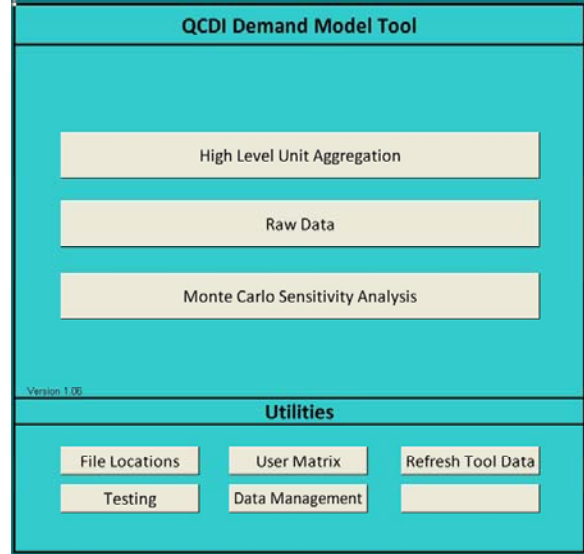 QCDI Demand Model Tool
High Level Unit Aggregation
Raw Data
Monte Carlo Sensitivity Analysis
Version 1.06
Utilities
File Locations
User Matrix
Refresh Tool Data
Testing
Data Management